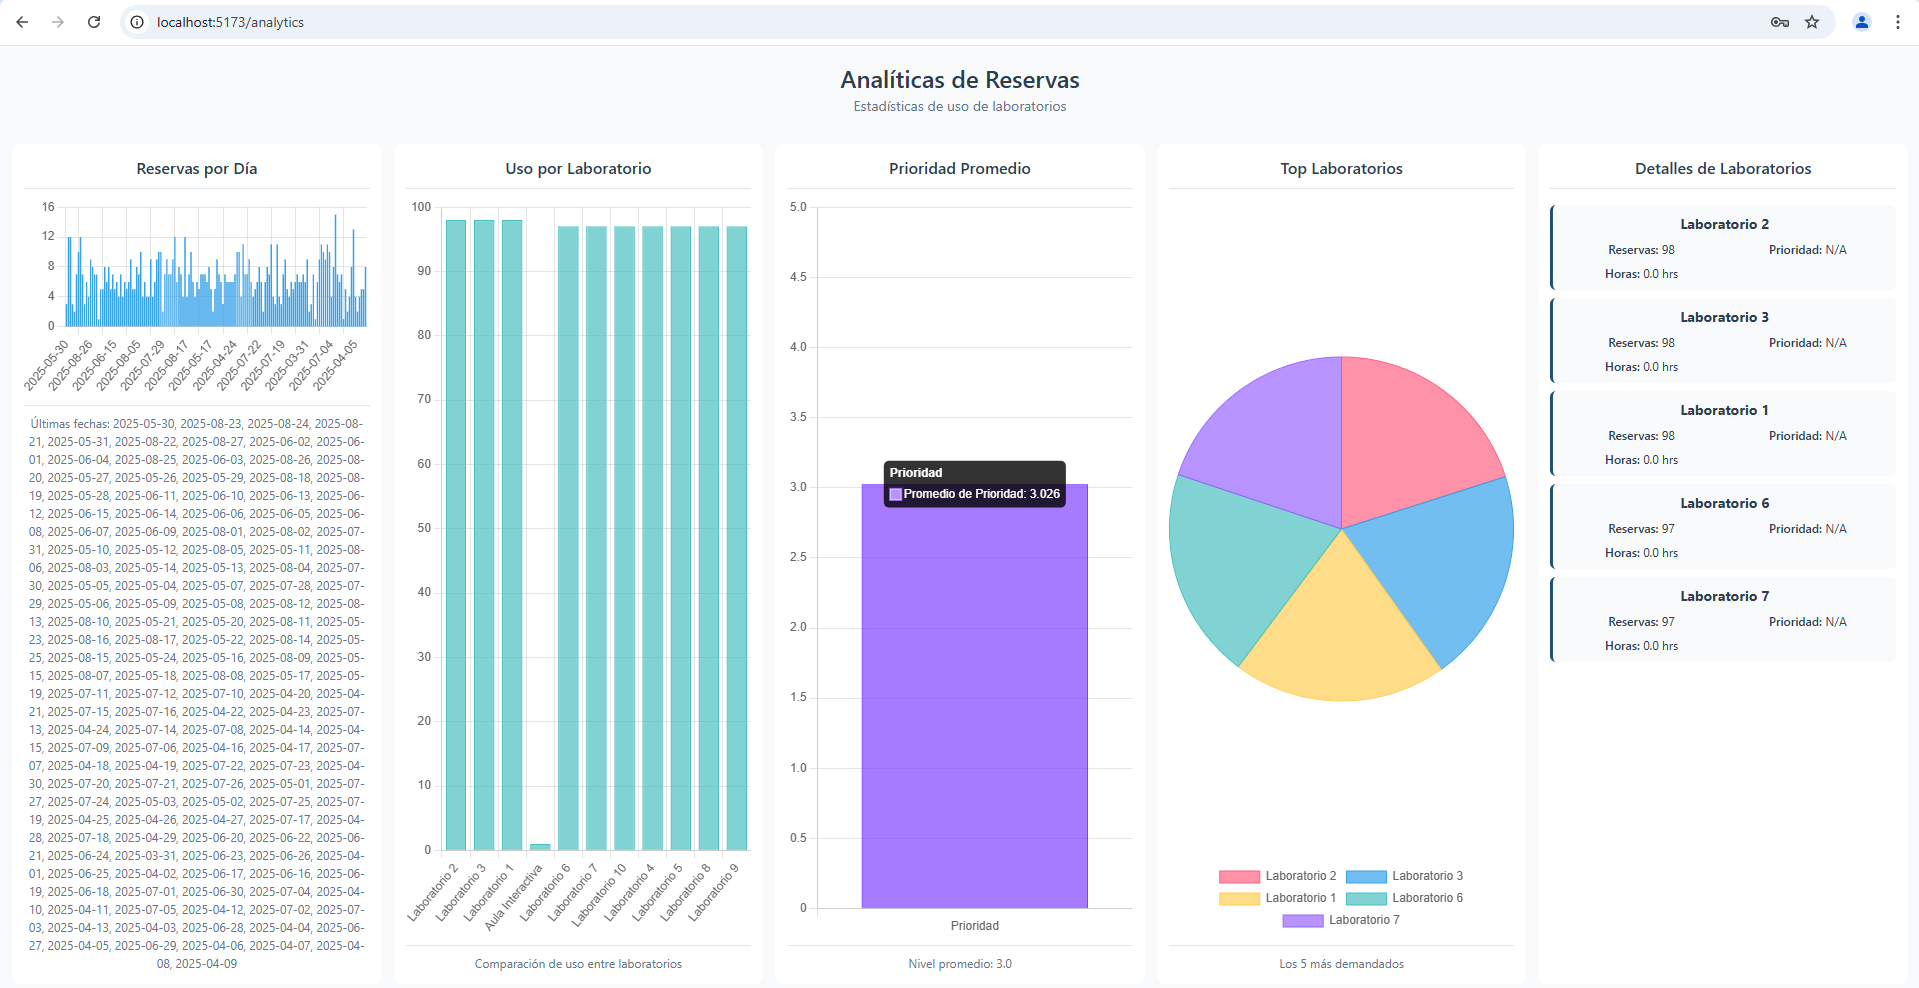 localhost:5173/analytics
Analíticas de Reservas
Estadísticas de uso de laboratorios
Reservas por Día
16
12
8
4
0
2025-05-30
2025-08-26
2025-06-15
2025-08-05
2025-07-29
2025-08-17
2025-05-17
2025-04-24
2025-07-22
2025-07-19
2025-03-31
2025-07-04
2025-04-05
Últimas fechas: 2025-05-30, 2025-08-23, 2025-08-24, 2025-08-
21, 2025-05-31, 2025-08-22, 2025-08-27, 2025-06-02, 2025-06-
01, 2025-06-04, 2025-08-25, 2025-06-03, 2025-08-26, 2025-08-
20, 2025-05-27, 2025-05-26, 2025-05-29, 2025-08-18, 2025-08-
19, 2025-05-28, 2025-06-11, 2025-06-10, 2025-06-13, 2025-06-
12, 2025-06-15, 2025-06-14, 2025-06-06, 2025-06-05, 2025-06-
08, 2025-06-07, 2025-06-09, 2025-08-01, 2025-08-02, 2025-07-
31, 2025-05-10, 2025-05-12, 2025-08-05, 2025-05-11, 2025-08-
06, 2025-08-03, 2025-05-14, 2025-05-13, 2025-08-04, 2025-07-
30, 2025-05-05, 2025-05-04, 2025-05-07, 2025-07-28, 2025-07-
29, 2025-05-06, 2025-05-09, 2025-05-08, 2025-08-12, 2025-08-
13, 2025-08-10, 2025-05-21, 2025-05-20, 2025-08-11, 2025-05-
23, 2025-08-16, 2025-08-17, 2025-05-22, 2025-08-14, 2025-05-
25, 2025-08-15, 2025-05-24, 2025-05-16, 2025-08-09, 2025-05-
15, 2025-08-07, 2025-05-18, 2025-08-08, 2025-05-17, 2025-05-
19, 2025-07-11, 2025-07-12, 2025-07-10, 2025-04-20, 2025-04-
21, 2025-07-15, 2025-07-16, 2025-04-22, 2025-04-23, 2025-07-
13, 2025-04-24, 2025-07-14, 2025-07-08, 2025-04-14, 2025-04-
15, 2025-07-09, 2025-07-06, 2025-04-16, 2025-04-17, 2025-07-
07, 2025-04-18, 2025-04-19, 2025-07-22, 2025-07-23, 2025-04-
30, 2025-07-20, 2025-07-21, 2025-07-26, 2025-05-01, 2025-07-
27, 2025-07-24, 2025-05-03, 2025-05-02, 2025-07-25, 2025-07-
19, 2025-04-25, 2025-04-26, 2025-04-27, 2025-07-17, 2025-04-
28, 2025-07-18, 2025-04-29, 2025-06-20, 2025-06-22, 2025-06-
21, 2025-06-24, 2025-03-31, 2025-06-23, 2025-06-26, 2025-04-
01, 2025-06-25, 2025-04-02, 2025-06-17, 2025-06-16, 2025-06-
19, 2025-06-18, 2025-07-01, 2025-06-30, 2025-07-04, 2025-04-
10, 2025-04-11, 2025-07-05, 2025-04-12, 2025-07-02, 2025-07-
03, 2025-04-13, 2025-04-03, 2025-06-28, 2025-04-04, 2025-06-
27, 2025-04-05, 2025-06-29, 2025-04-06, 2025-04-07, 2025-04-
08, 2025-04-09
Uso por Laboratorio
100
90
80
70
60
50
40
30
20
10
0
Laboratorio 2
Laboratorio 3
Laboratorio 1
Aula Interactiva
Laboratorio 6
Laboratorio 7
Laboratorio 10
Laboratorio 4
Laboratorio 5
Laboratorio 8
Laboratorio 9
Comparación de uso entre laboratorios
Prioridad Promedio
5.0
4.5
4.0
3.5
3.0
2.5
2.0
1.5
1.0
0.5
0
Prioridad
Promedio de Prioridad: 3.026
Prioridad
Nivel promedio: 3.0
Top Laboratorios
Laboratorio 2
Laboratorio 3
Laboratorio 1
Laboratorio 6
Laboratorio 7
Los 5 más demandados
Detalles de Laboratorios
Laboratorio 2
Reservas: 98 Prioridad: N/A
Horas: 0.0 hrs
Laboratorio 3
Reservas: 98 Prioridad: N/A
Horas: 0.0 hrs
Laboratorio 1
Reservas: 98 Prioridad: N/A
Horas: 0.0 hrs
Laboratorio 6
Reservas: 97 Prioridad: N/A
Horas: 0.0 hrs
Laboratorio 7
Reservas: 97 Prioridad: N/A
Horas: 0.0 hrs